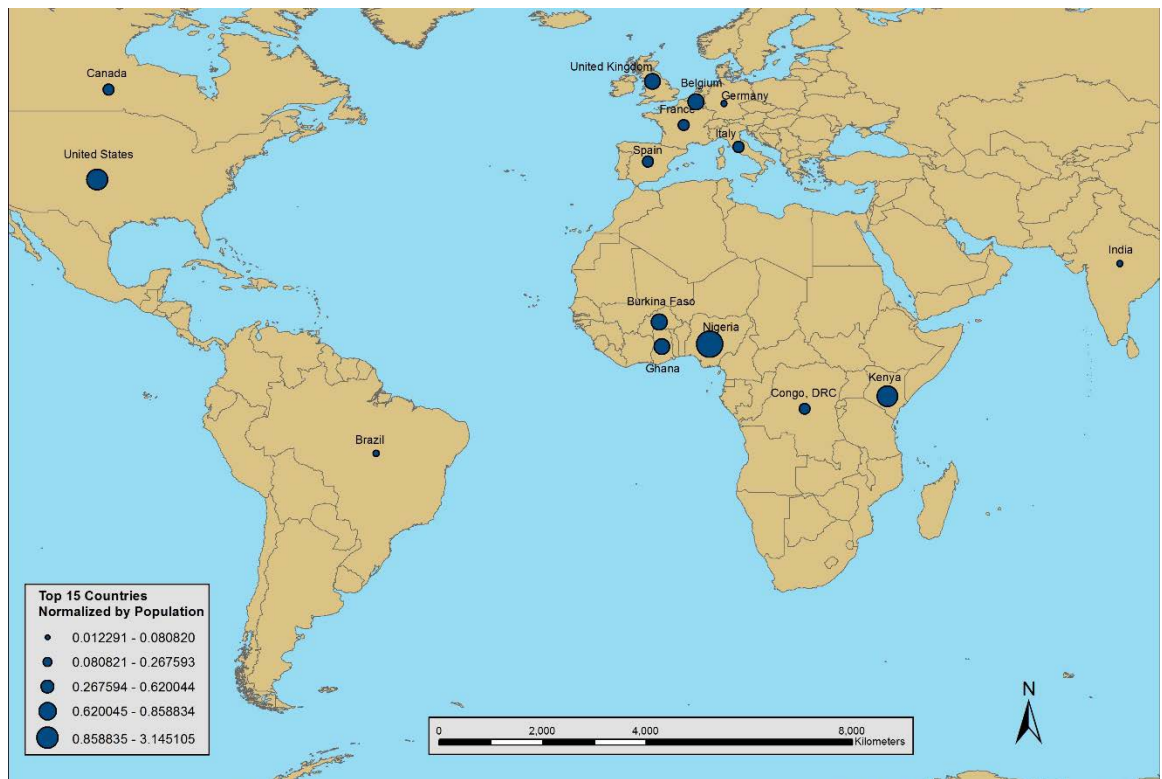 Canada
United States
United Kingdom
Belgium
Germany
France
Italy
Spain
India
Burkina Faso
Nigeria
Ghana
Congo, DRC
Kenya
Brazil
Top 15 Countries
Normalized by Population
0.012291 - 0.080820
0.080821 - 0.267593
0.267594 - 0.620044
0.620045 - 0.858834
0.858835 - 3.145105
0 2,000 4,000 8,000
Kilometers
N